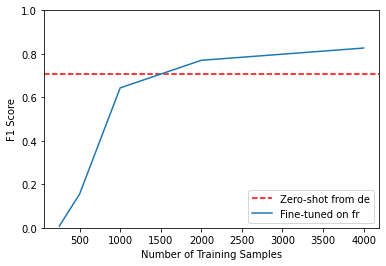 1.0
0.8
0.6
0.4
0.2
0.0
F1 Score
500 1000 1500 2000 2500 3000 3500 4000
Number of Training Samples
Zero-shot from de
Fine-tuned on fr